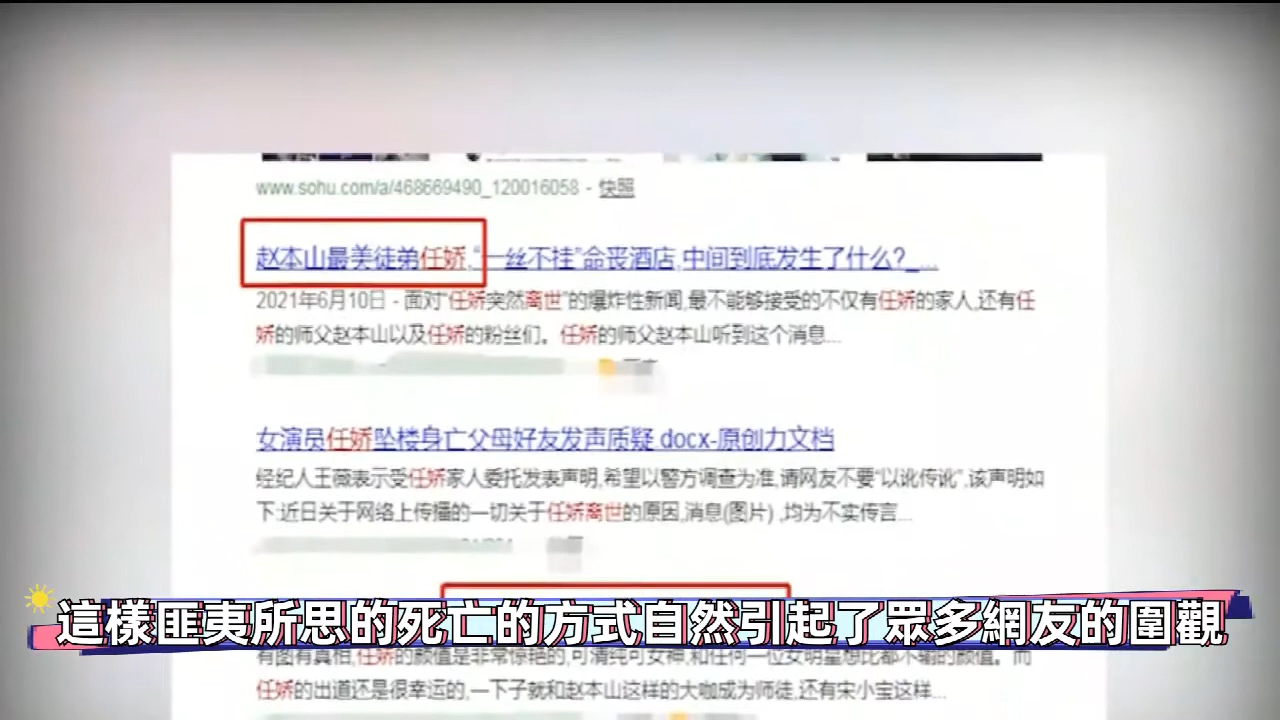 www.sohu.com/a/468669490_120016058 - 快照
赵本山最美徒弟任娇,“一丝不挂”命丧酒店,中间到底发生了什么?_...
2021年6月10日 - 面对“任娇突然离世”的爆炸性新闻,最不能够接受的不仅有任娇的家人,还有任
娇的师父赵本山以及任娇的粉丝们。任娇的师父赵本山听到这个消息...
女演员任娇坠楼身亡父母好友发声质疑.docx-原创力文档
经纪人王薇表示受任娇家人委托发表声明,希望以警方调查为准,请网友不要“以讹传讹”,该声明如
下:近日关于网络上传播的一切关于任娇离世的原因,消息(图片) ,均为不实传言...
這樣匪夷所思的死亡的方式自然引起了眾多網友的圍觀
有图有真相,任娇的颜值是非常惊艳的,可清纯可女神,和任何一位女明星想比都不输的颜值。而
任娇的出道还是很幸运的,一下子就和赵本山这样的大咖成为师徒,还有宋小宝这样...